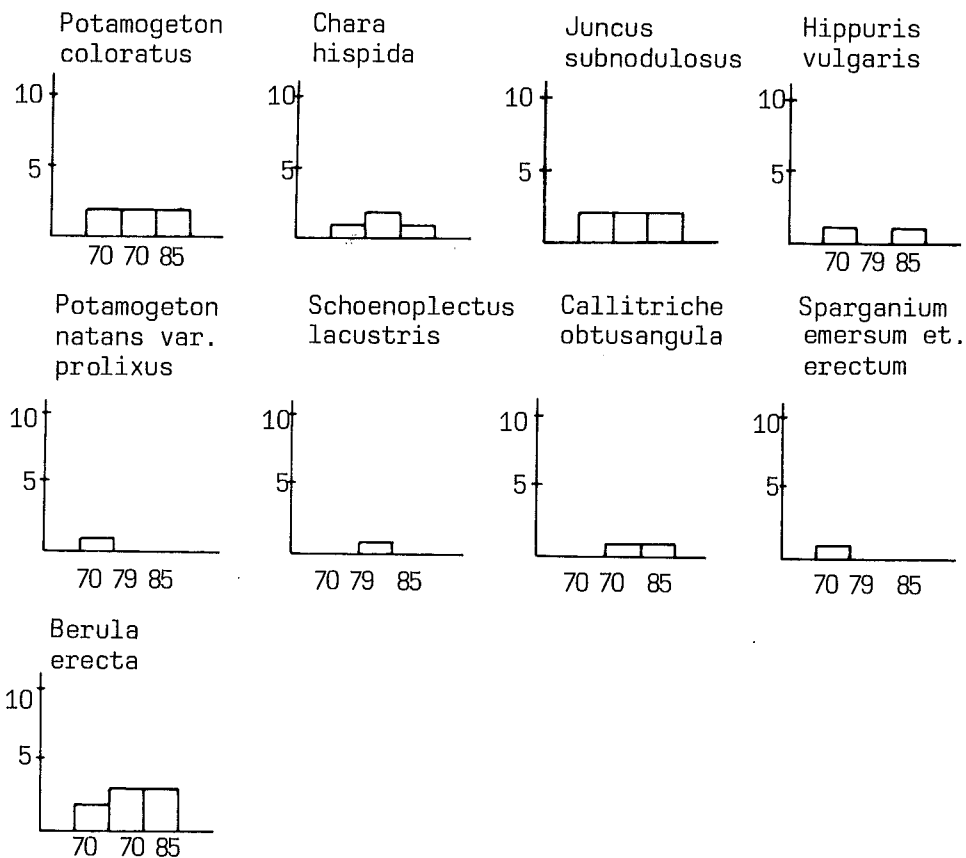 Potamogeton
coloratus
10
5
70 70 85
Chara
hispida
10
5
Juncus
subnodulosus
10
5
Hippuris
vulgaris
10
5
70 79 85
Potamogeton
natans var.
prolixus
10
5
70 79 85
Schoenoplectus
lacustris
10
5
70 79 85
Callitriche
obtusangula
10
5
70 70 85
Sparganium
emersum et.
erectum
10
5
70 79 85
Berula
erecta
10
5
70 70 85